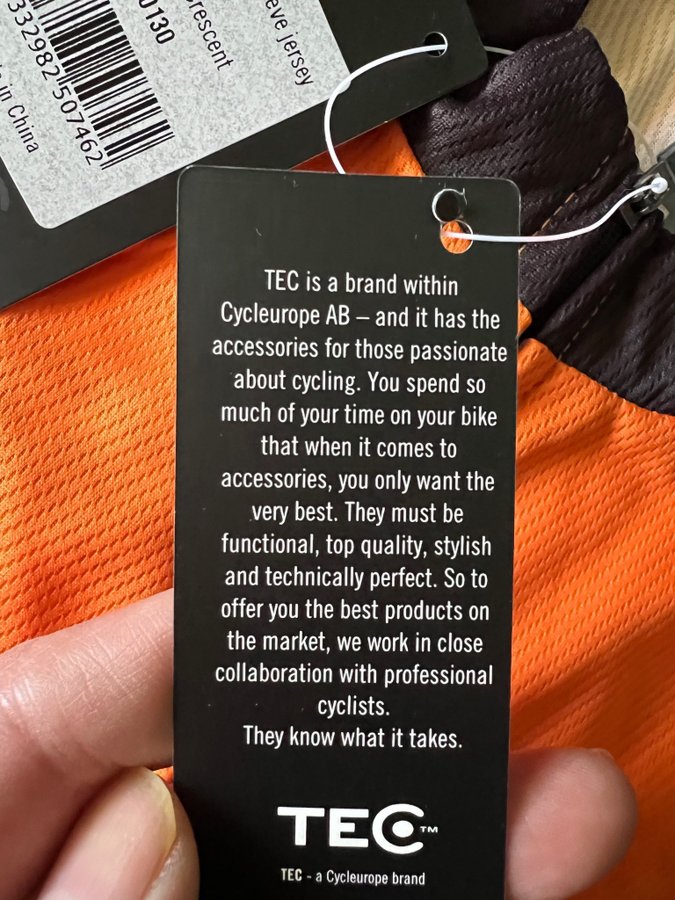 jersey
0130
332982 507462
in China
TEC is a brand within
Cycleurope AB – and it has the
accessories for those passionate
about cycling. You spend so
much of your time on your bike
that when it comes to
accessories, you only want the
very best. They must be
functional, top quality, stylish
and technically perfect. So to
offer you the best products on
the market, we work in close
collaboration with professional
cyclists.
They know what it takes.
TEC™
TEC - a Cycleurope brand